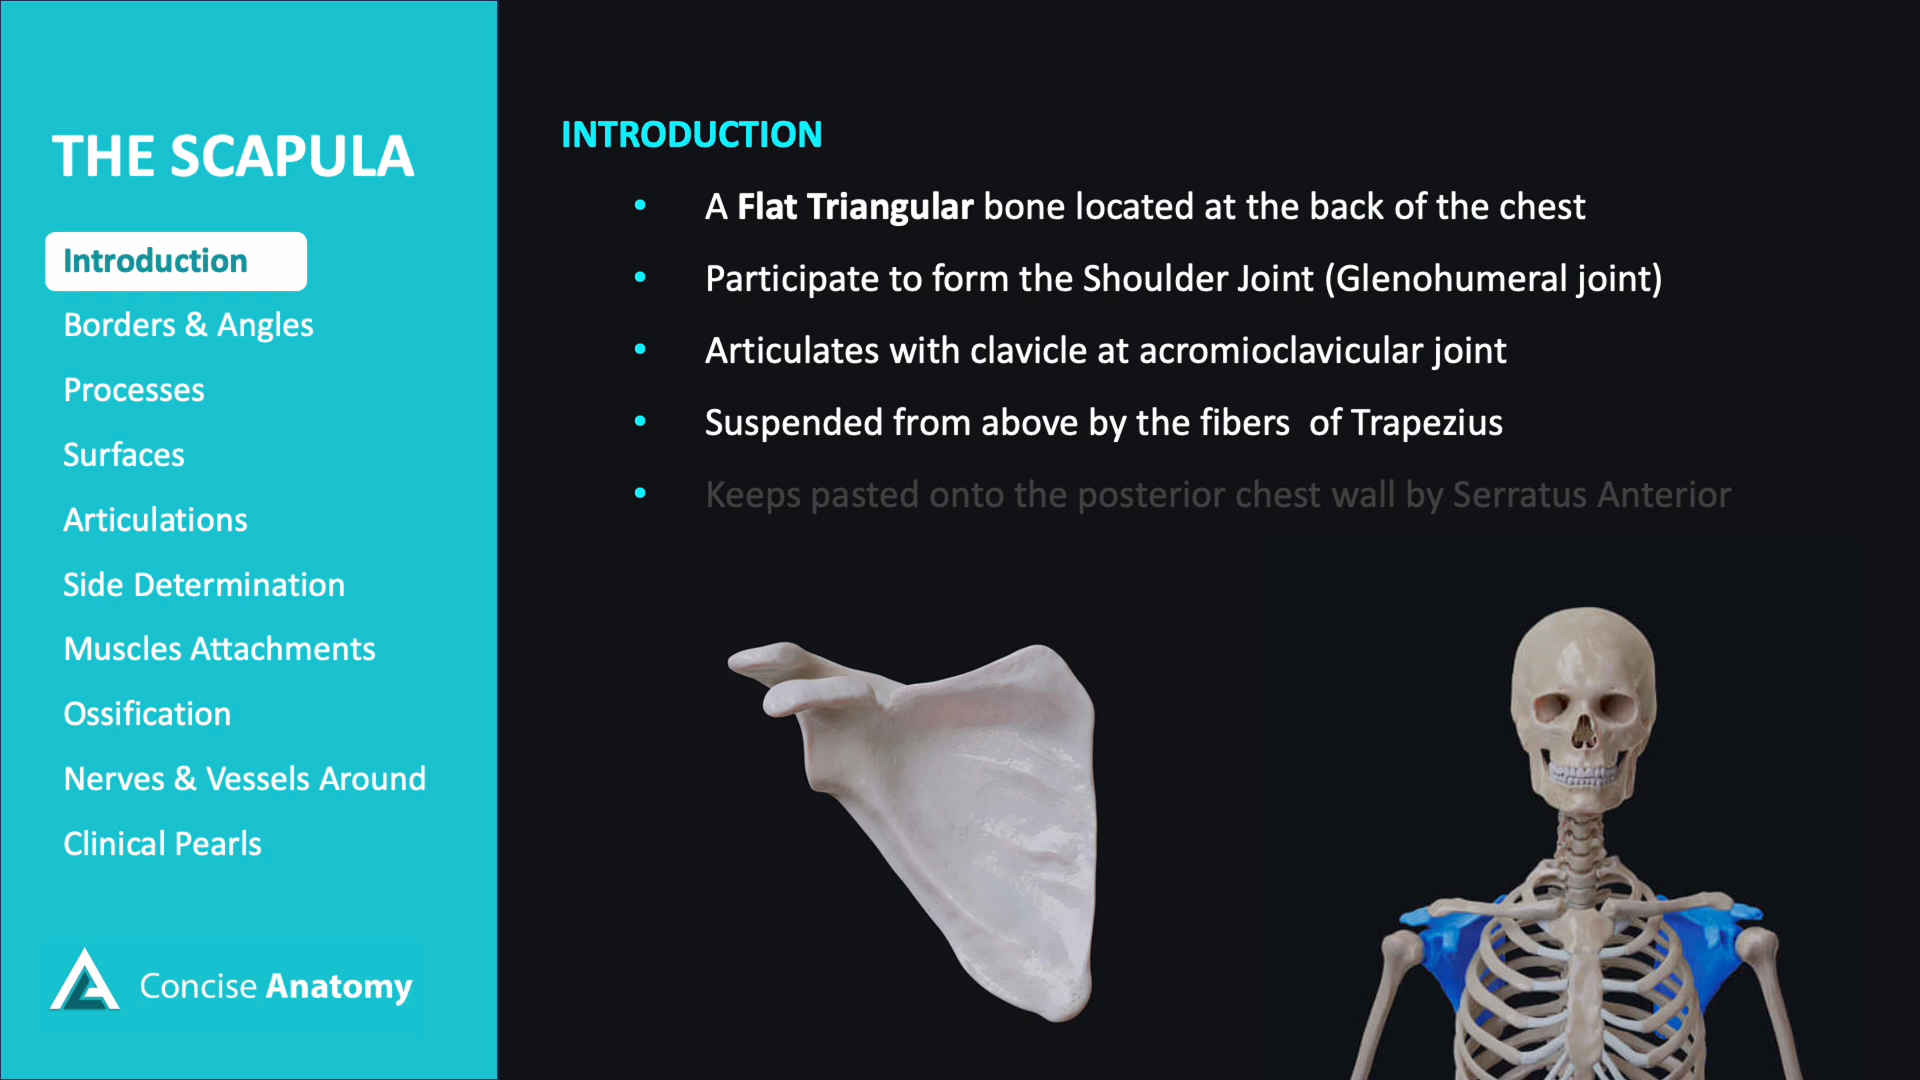 THE SCAPULA
Introduction
Borders & Angles
Processes
Surfaces
Articulations
Side Determination
Muscles Attachments
Ossification
Nerves & Vessels Around
Clinical Pearls
Concise Anatomy
INTRODUCTION
• A Flat Triangular bone located at the back of the chest
• Participate to form the Shoulder Joint (Glenohumeral joint)
• Articulates with clavicle at acromioclavicular joint
• Suspended from above by the fibers  of Trapezius
• Keeps pasted onto the posterior chest wall by Serratus Anterior